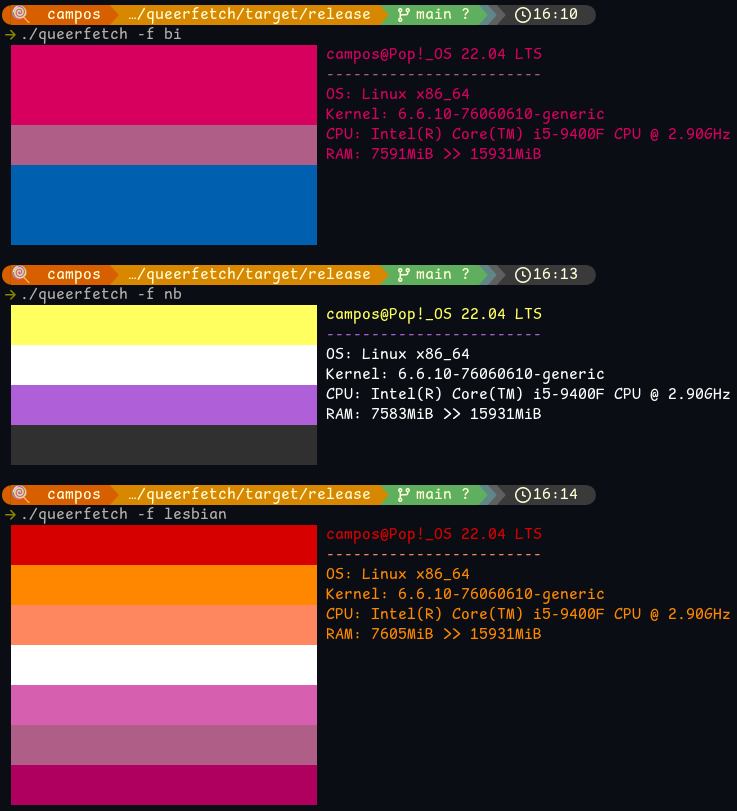 campos …/queerfetch/target/release main ? 16:10
→./queerfetch -f bi
campos@Pop!_OS 22.04 LTS
------------------------
OS: Linux x86_64
Kernel: 6.6.10-76060610-generic
CPU: Intel(R) Core(TM) i5-9400F CPU @ 2.90GHz
RAM: 7591MiB >> 15931MiB
campos …/queerfetch/target/release main ? 16:13
→./queerfetch -f nb
campos@Pop!_OS 22.04 LTS
------------------------
OS: Linux x86_64
Kernel: 6.6.10-76060610-generic
CPU: Intel(R) Core(TM) i5-9400F CPU @ 2.90GHz
RAM: 7583MiB >> 15931MiB
campos …/queerfetch/target/release main ? 16:14
→./queerfetch -f lesbian
campos@Pop!_OS 22.04 LTS
------------------------
OS: Linux x86_64
Kernel: 6.6.10-76060610-generic
CPU: Intel(R) Core(TM) i5-9400F CPU @ 2.90GHz
RAM: 7605MiB >> 15931MiB